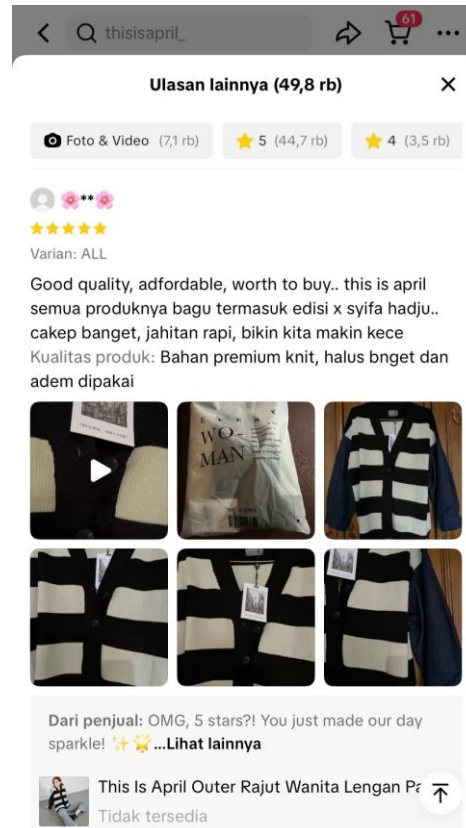 thisisapril_
61
Ulasan lainnya (49,8 rb)
Foto & Video (7,1 rb)
5 (44,7 rb)
4 (3,5 rb)
🌸**🌸
Varian: ALL
Good quality, adfordable, worth to buy.. this is april
semua produknya bagu termasuk edisi x syifa hadju..
cakep banget, jahitan rapi, bikin kita makin kece
Kualitas produk: Bahan premium knit, halus bnget dan
adem dipakai
EVERY
WO-
MAN
Dari penjual: OMG, 5 stars?! You just made our day
sparkle! ✨🌟...Lihat lainnya
This Is April Outer Rajut Wanita Lengan Pa
Tidak tersedia